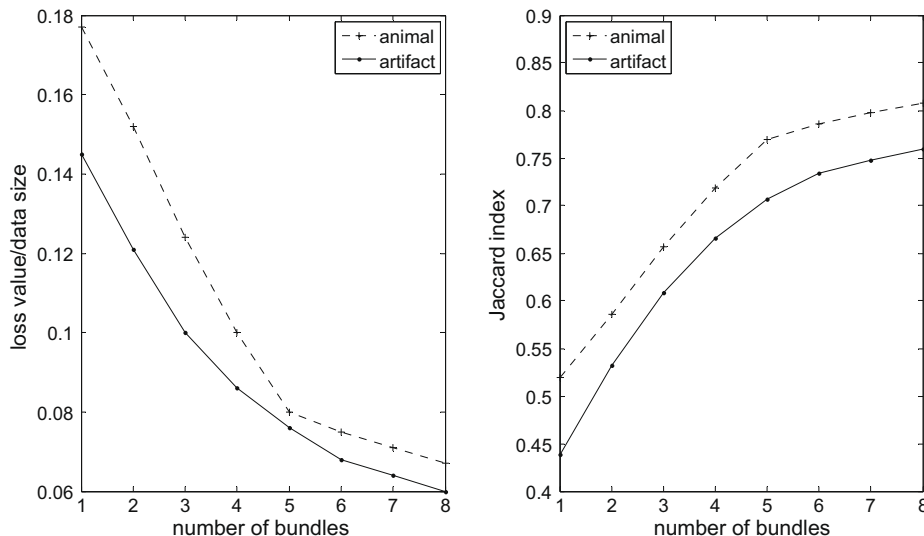 0.18
0.16
0.14
0.12
0.1
0.08
0.06
loss value/data size
animal
artifact
1 2 3 4 5 6 7 8
number of bundles
0.9
0.85
0.8
0.75
0.7
0.65
0.6
0.55
0.5
0.45
0.4
Jaccard index
animal
artifact
1 2 3 4 5 6 7 8
number of bundles